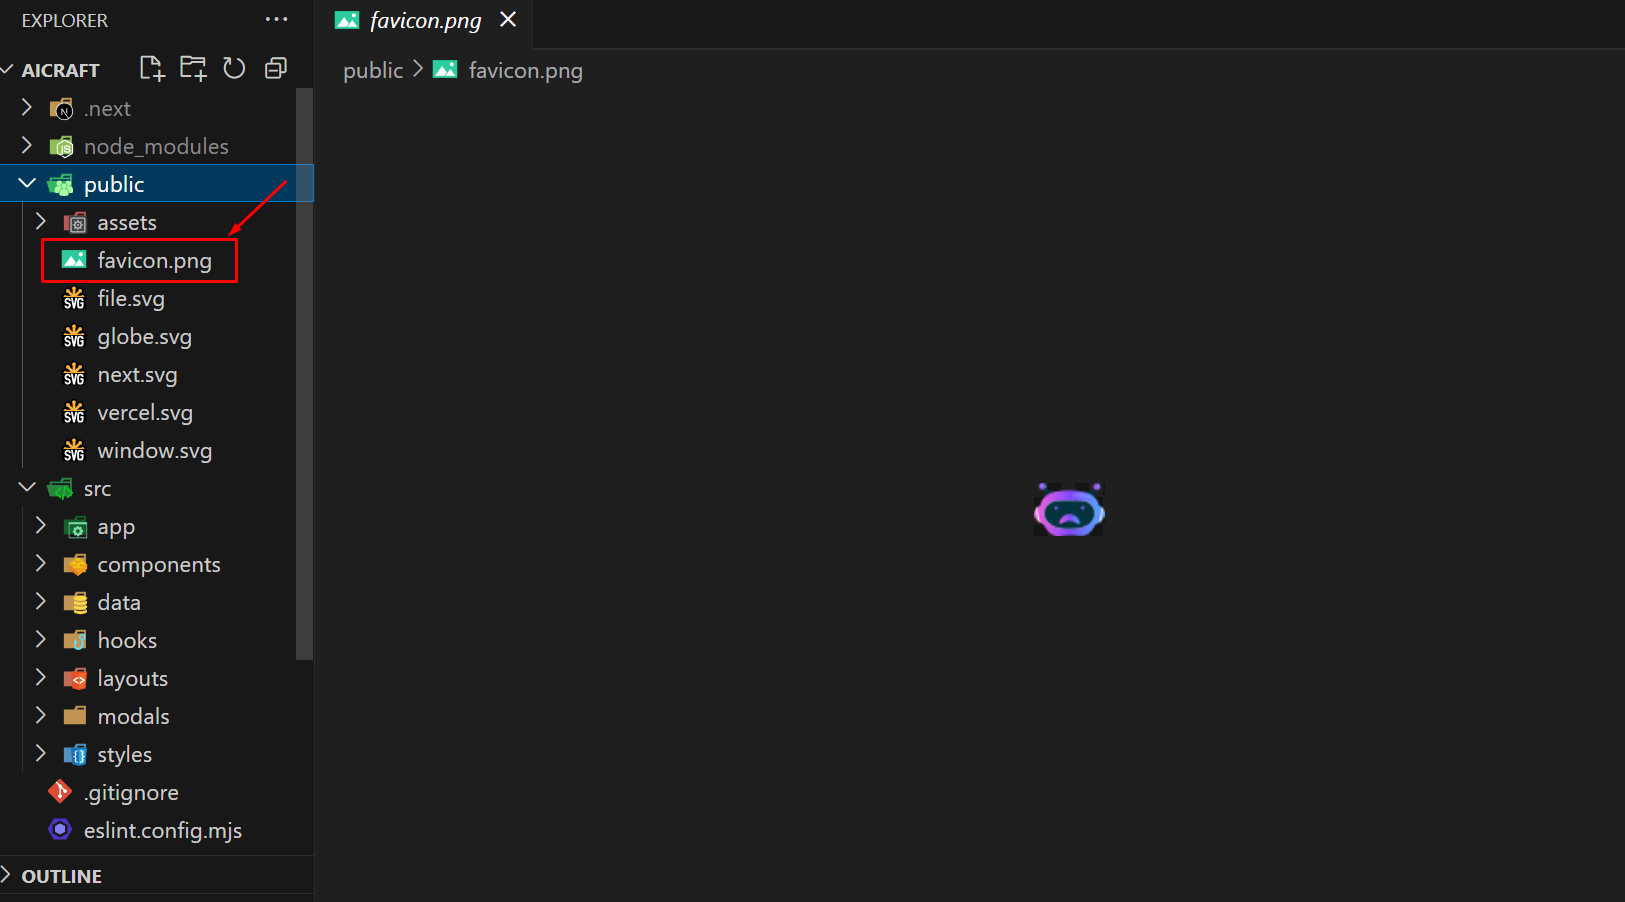 EXPLORER
favicon.png
AICRAFT
public > favicon.png
.next
node_modules
public
assets
favicon.png
file.svg
globe.svg
next.svg
vercel.svg
window.svg
src
app
components
data
hooks
layouts
modals
styles
.gitignore
eslint.config.mjs
OUTLINE